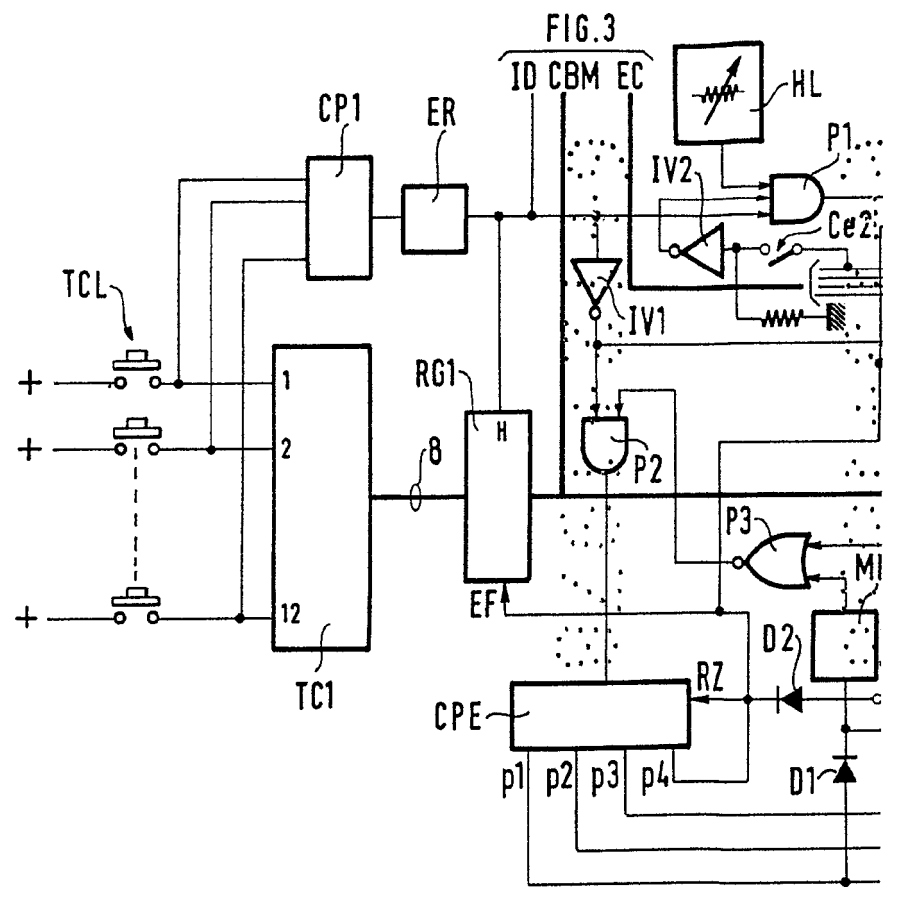 FIG.3
ID CBM EC
HL
CP1
ER
P1
IV2
Ce2
TCL
IV1
+
1
RG1
H
8
P2
+
2
P3
+
12
EF
D2
TC1
RZ
CPE
p1 p2 p3 p4
D1